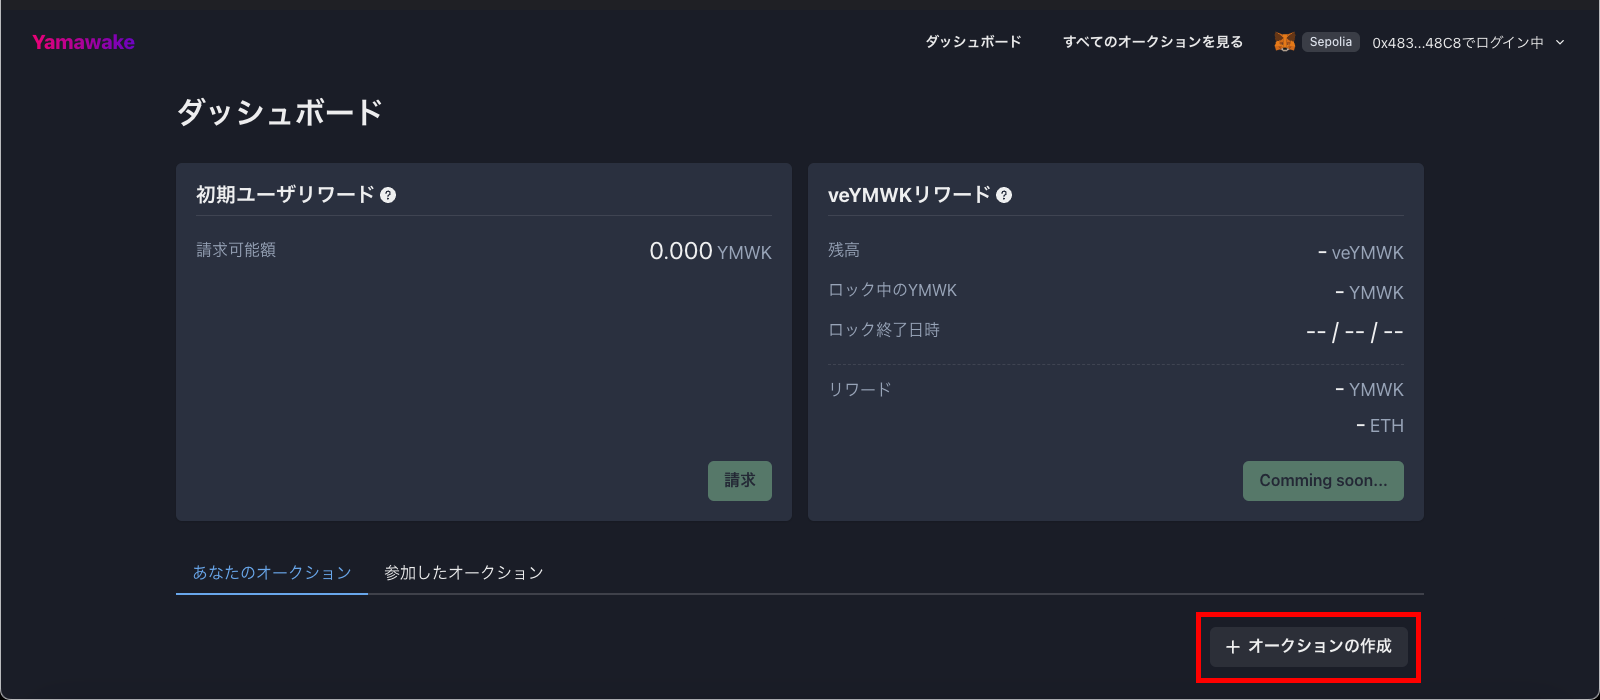 Yamawake
ダッシュボード すべてのオークションを見る Sepolia 0x483...48C8でログイン中
ダッシュボード
初期ユーザリワード ?
請求可能額 0.000 YMWK
請求
veYMWKリワード ?
残高 - veYMWK
ロック中のYMWK - YMWK
ロック終了日時 -- / -- / --
リワード - YMWK
- ETH
Comming soon...
あなたのオークション 参加したオークション
+ オークションの作成